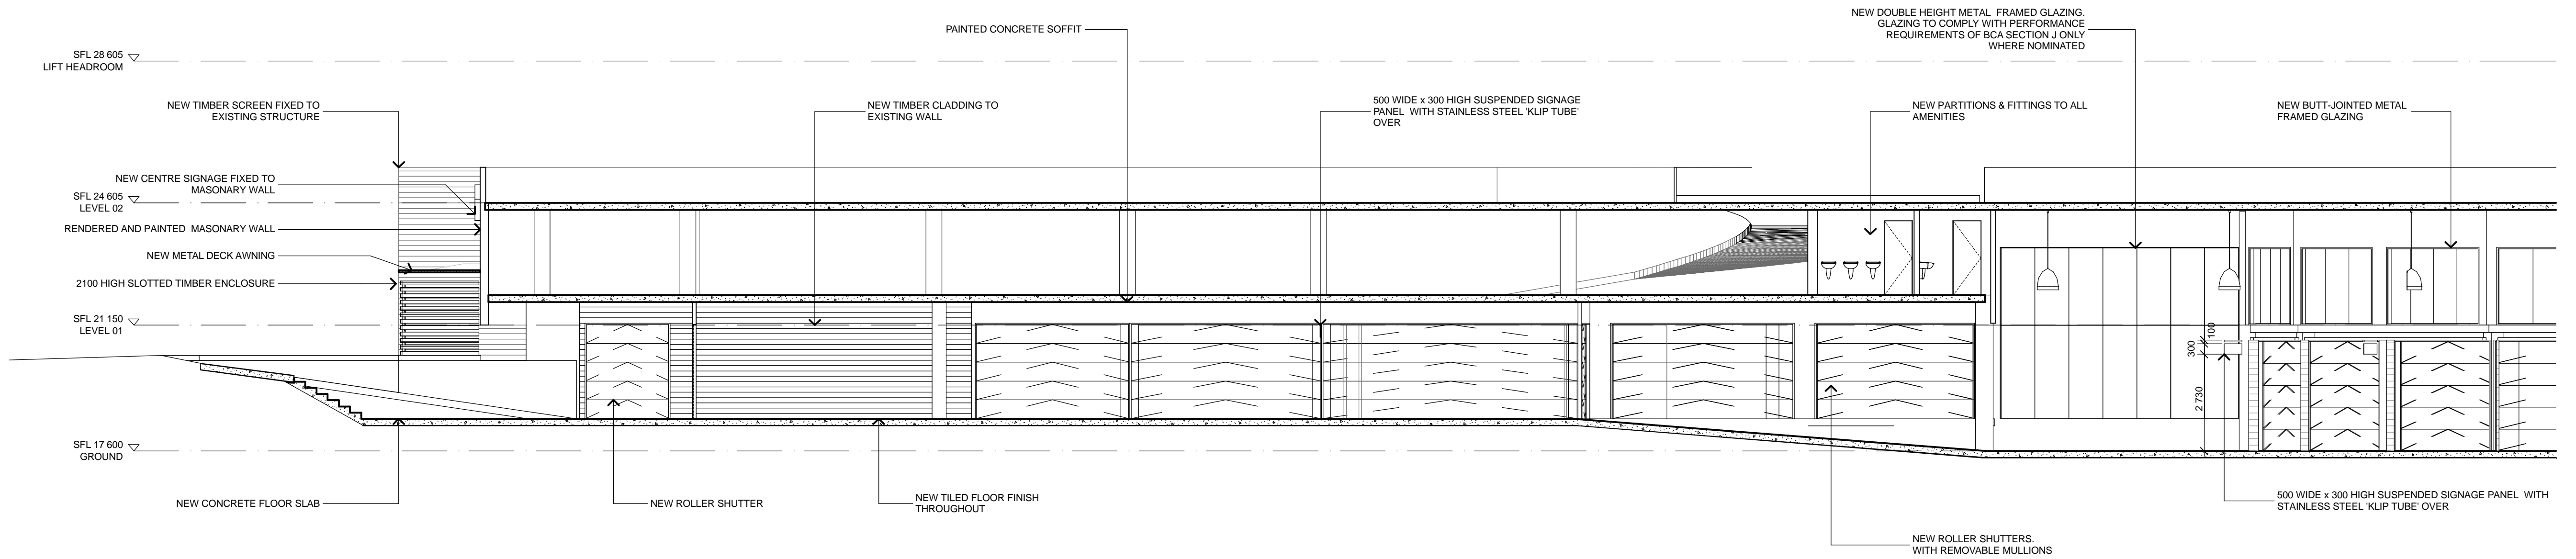 NEW DOUBLE HEIGHT METAL FRAMED GLAZING.
GLAZING TO COMPLY WITH PERFORMANCE
REQUIREMENTS OF BCA SECTION J ONLY
WHERE NOMINATED
PAINTED CONCRETE SOFFIT
SFL 28 605
LIFT HEADROOM
NEW TIMBER SCREEN FIXED TO
EXISTING STRUCTURE
NEW TIMBER CLADDING TO
EXISTING WALL
500 WIDE x 300 HIGH SUSPENDED SIGNAGE
PANEL WITH STAINLESS STEEL 'KLIP TUBE'
OVER
NEW PARTITIONS & FITTINGS TO ALL
AMENITIES
NEW BUTT-JOINTED METAL
FRAMED GLAZING
NEW CENTRE SIGNAGE FIXED TO
MASONARY WALL
SFL 24 605
LEVEL 02
RENDERED AND PAINTED MASONARY WALL
NEW METAL DECK AWNING
2100 HIGH SLOTTED TIMBER ENCLOSURE
SFL 21 150
LEVEL 01
100
300
2 730
SFL 17 600
GROUND
NEW CONCRETE FLOOR SLAB
NEW ROLLER SHUTTER
NEW TILED FLOOR FINISH
THROUGHOUT
500 WIDE x 300 HIGH SUSPENDED SIGNAGE PANEL WITH
STAINLESS STEEL 'KLIP TUBE' OVER
NEW ROLLER SHUTTERS.
WITH REMOVABLE MULLIONS